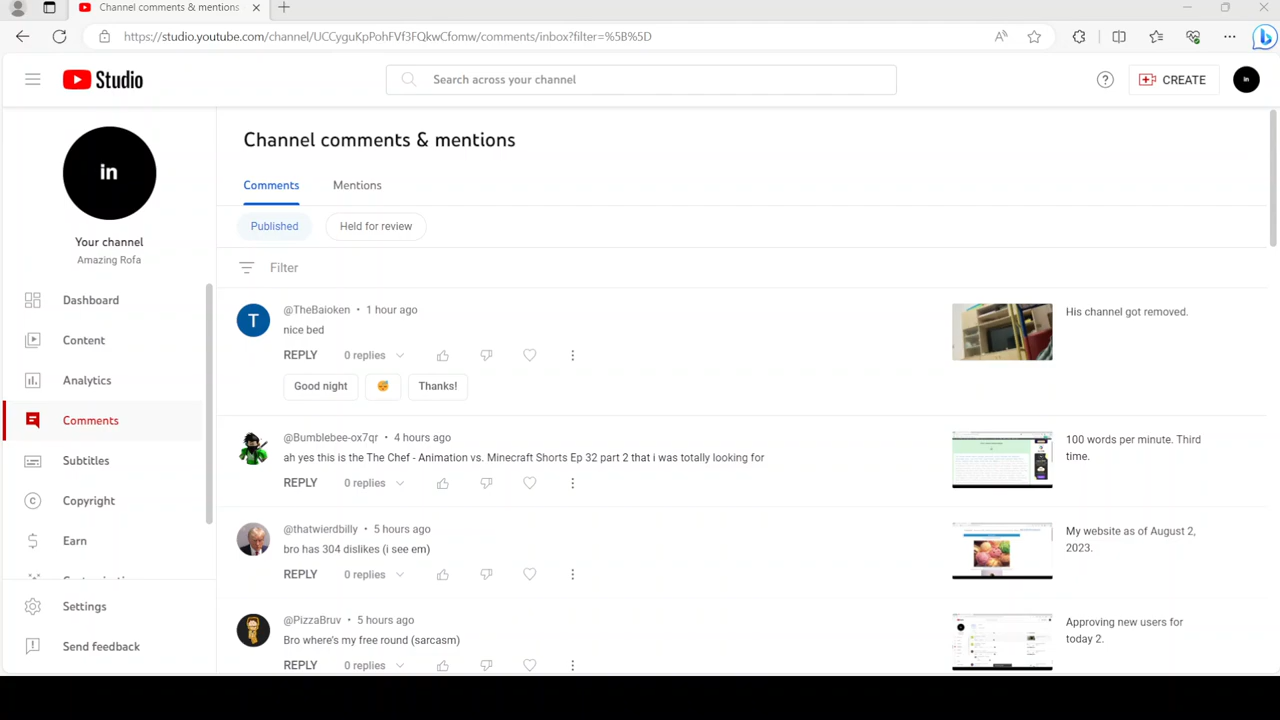 Channel comments & mentions
https://studio.youtube.com/channel/UCCyguKpPohFVf3FQkwCfomw/comments/inbox?filter=%5B%5D
Studio
Search across your channel
CREATE
in
in
Your channel
Amazing Rofa
Dashboard
Content
Analytics
Comments
Subtitles
Copyright
Earn
Settings
Send feedback
Channel comments & mentions
Comments
Mentions
Published
Held for review
Filter
T
@TheBaioken • 1 hour ago
nice bed
REPLY
0 replies
Good night
Thanks!
His channel got removed.
@Bumblebee-ox7qr • 4 hours ago
ah yes this is the The Chef - Animation vs. Minecraft Shorts Ep 32 part 2 that i was totally looking for
REPLY
0 replies
100 words per minute. Third
time.
@thatwierdbilly • 5 hours ago
bro has 304 dislikes (i see em)
REPLY
0 replies
My website as of August 2,
2023.
@PizzaBruv • 5 hours ago
Bro where's my free round (sarcasm)
REPLY
0 replies
Approving new users for
today 2.